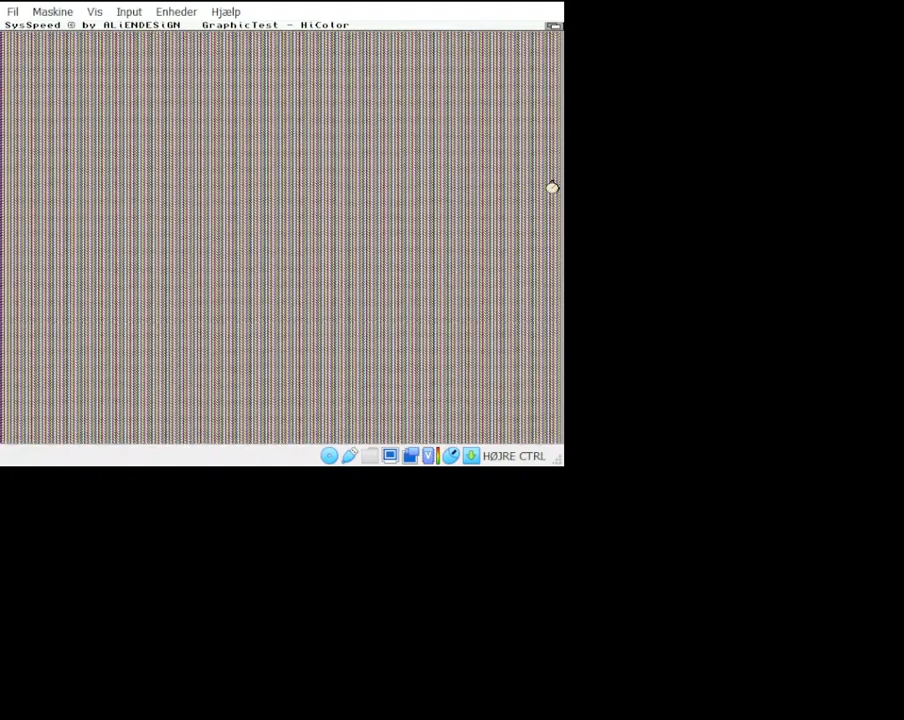 Fil Maskine Vis Input Enheder Hjælp
SysSpeed © by ALiENDESiGN GraphicTest - HiColor
HØJRE CTRL